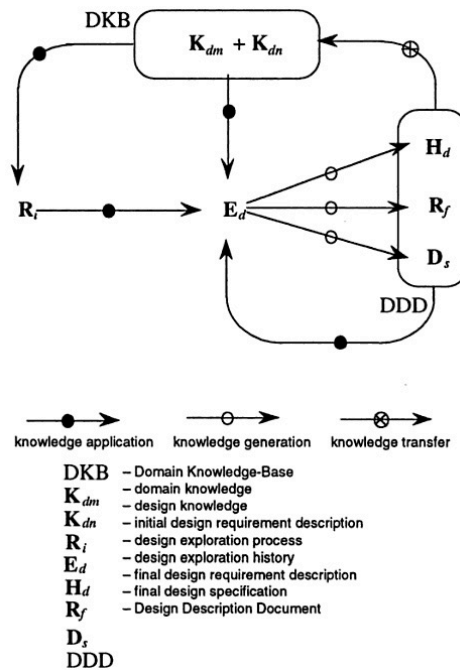 DKB
K_dm + K_dn
H_d
R_i
E_d
R_f
D_s
DDD
knowledge application knowledge generation knowledge transfer
DKB – Domain Knowledge-Base
K_dm – domain knowledge
– design knowledge
K_dn – initial design requirement description
R_i – design exploration process
E_d – design exploration history
– final design requirement description
H_d – final design specification
R_f – Design Description Document
D_s
DDD